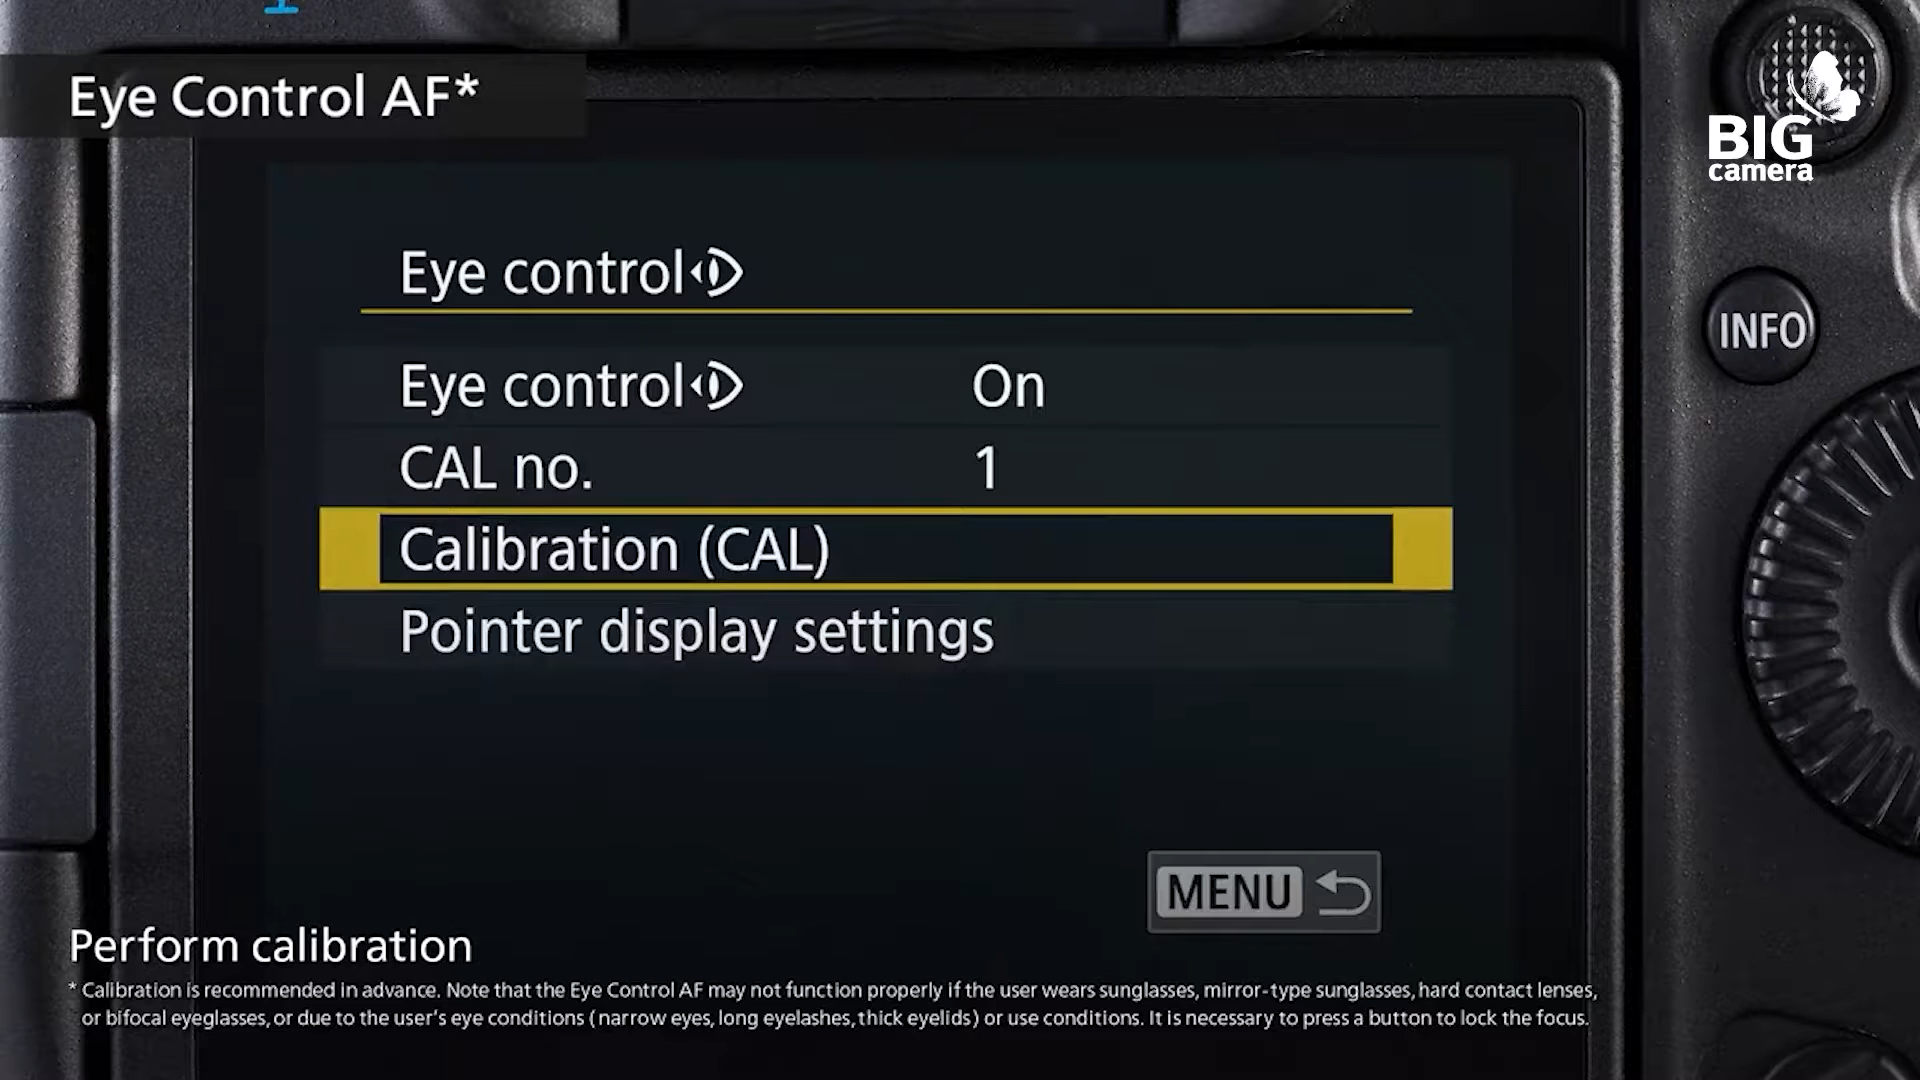 Eye Control AF*
BIG
camera
Eye control
INFO
Eye control On
CAL no. 1
Calibration (CAL)
Pointer display settings
MENU
Perform calibration
* Calibration is recommended in advance. Note that the Eye Control AF may not function properly if the user wears sunglasses, mirror-type sunglasses, hard contact lenses,
or bifocal eyeglasses, or due to the user's eye conditions (narrow eyes, long eyelashes, thick eyelids) or use conditions. It is necessary to press a button to lock the focus.